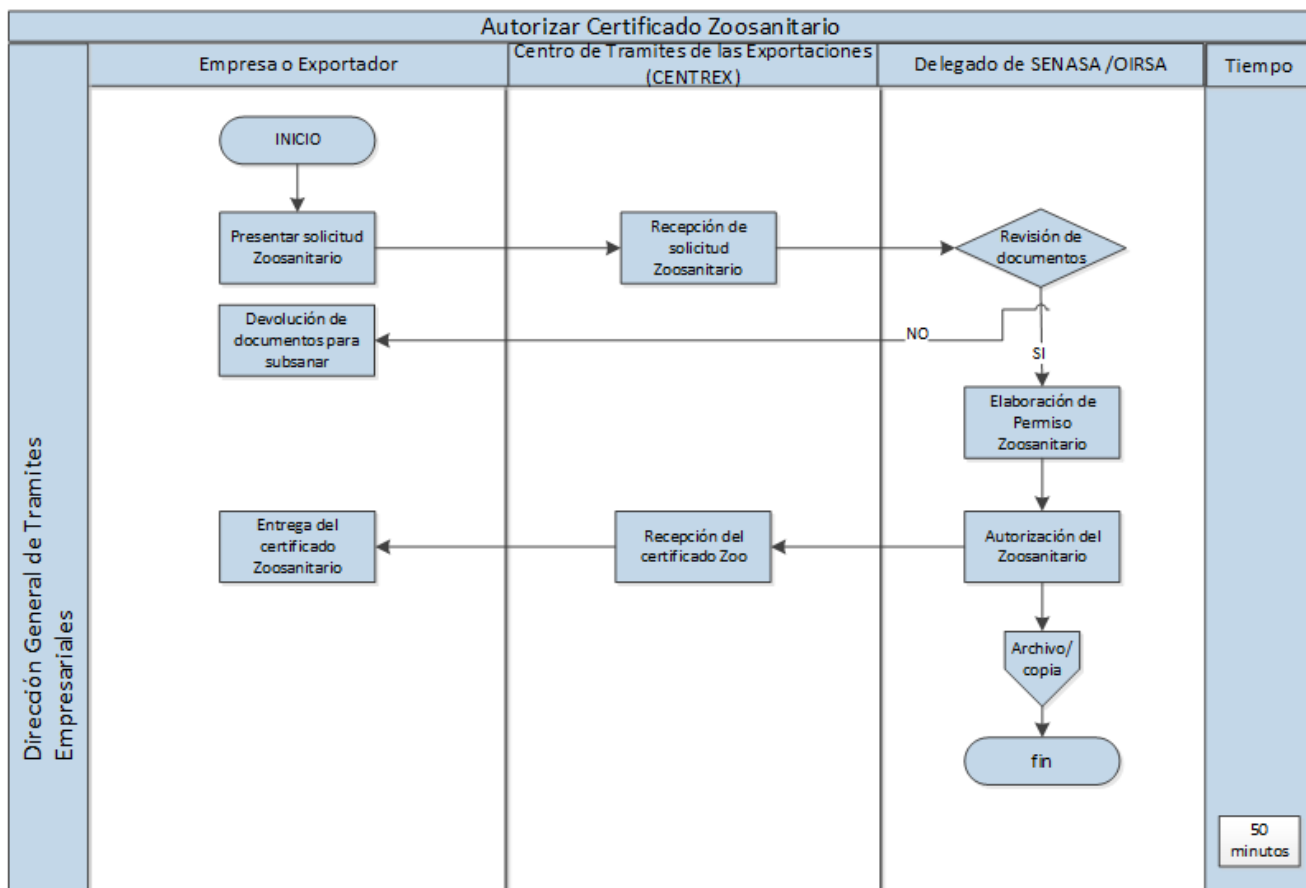 Autorizar Certificado Zoosanitario
Empresa o Exportador
Centro de Tramites de las Exportaciones
(CENTREX)
Delegado de SENASA /OIRSA
Tiempo
Dirección General de Tramites
Empresariales
INICIO
Presentar solicitud
Zoosanitario
Recepción de
solicitud
Zoosanitario
Revisión de
documentos
Devolución de
documentos para
subsanar
NO
SI
Elaboración de
Permiso
Zoosanitario
Entrega del
certificado
Zoosanitario
Recepción del
certificado Zoo
Autorización del
Zoosanitario
Archivo/
copia
fin
50
minutos